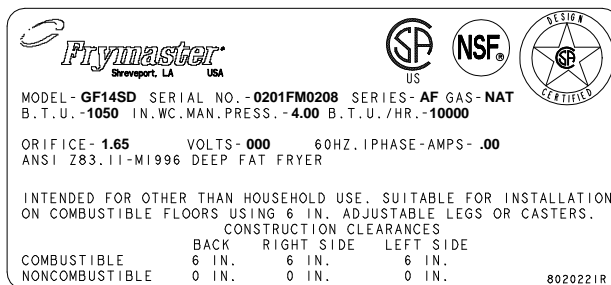 Frymaster
Shreveport, LA USA
SA
US
NSF®
DESIGN
SA
CERTIFIED
MODEL- GF14SD SERIAL NO.-0201FM0208 SERIES- AF GAS- NAT
B.T.U.-1050 IN.WC.MAN.PRESS.-4.00 B.T.U./HR.-10000
ORIFICE- 1.65 VOLTS- 000 60HZ.1PHASE-AMPS- .00
ANSI Z83.11-M1996 DEEP FAT FRYER
INTENDED FOR OTHER THAN HOUSEHOLD USE. SUITABLE FOR INSTALLATION
ON COMBUSTIBLE FLOORS USING 6 IN. ADJUSTABLE LEGS OR CASTERS.
CONSTRUCTION CLEARANCES
BACK RIGHT SIDE LEFT SIDE
COMBUSTIBLE 6 IN. 6 IN. 6 IN.
NONCOMBUSTIBLE 0 IN. 0 IN. 0 IN.
8020221R